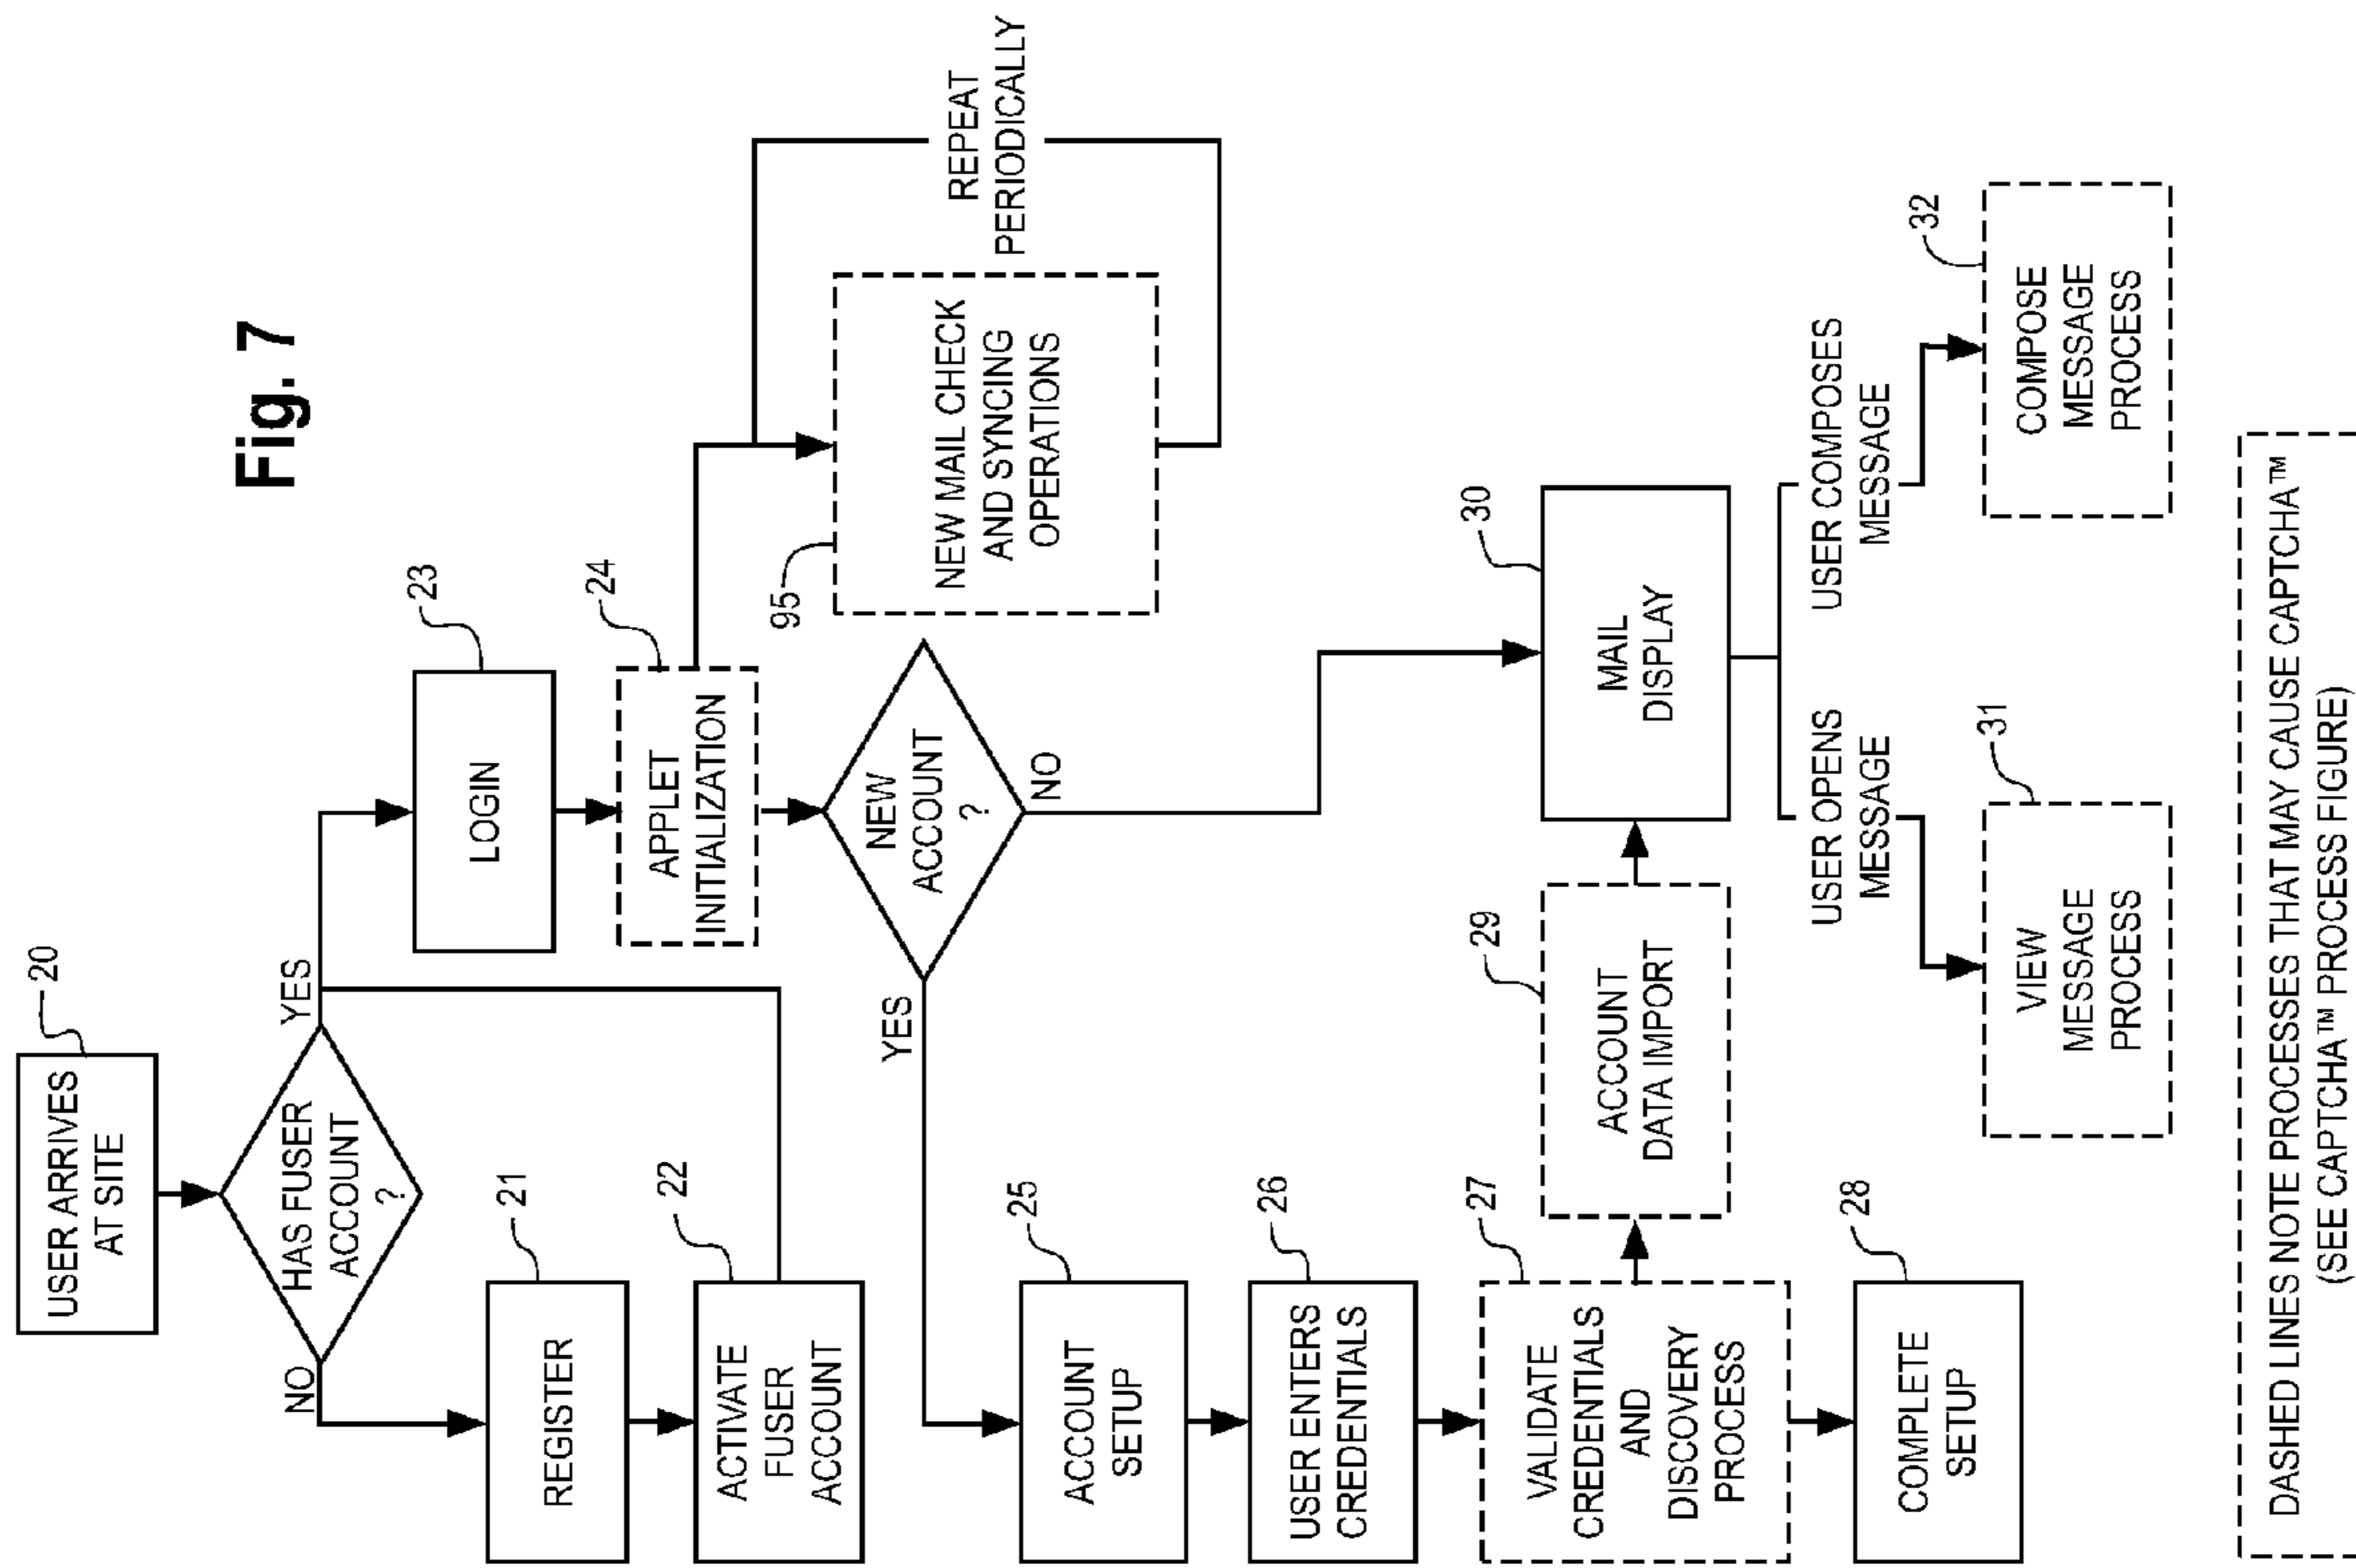 Fig. 7
USER ARRIVES
AT SITE
20
HAS FUSER
ACCOUNT
?
NO
YES
REGISTER
21
ACTIVATE
FUSER
ACCOUNT
22
LOGIN
23
APPLET
INITIALIZATION
24
NEW MAIL CHECK
AND SYNCING
OPERATIONS
95
REPEAT
PERIODICALLY
NEW
ACCOUNT
?
YES
NO
ACCOUNT
SETUP
25
USER ENTERS
CREDENTIALS
26
VALIDATE
CREDENTIALS
AND
DISCOVERY
PROCESS
27
COMPLETE
SETUP
28
ACCOUNT
DATA IMPORT
29
MAIL
DISPLAY
30
USER OPENS
MESSAGE
USER COMPOSES
MESSAGE
VIEW
MESSAGE
PROCESS
31
COMPOSE
MESSAGE
PROCESS
32
DASHED LINES NOTE PROCESSES THAT MAY CAUSE CAPTCHA™
(SEE CAPTCHA™ PROCESS FIGURE)